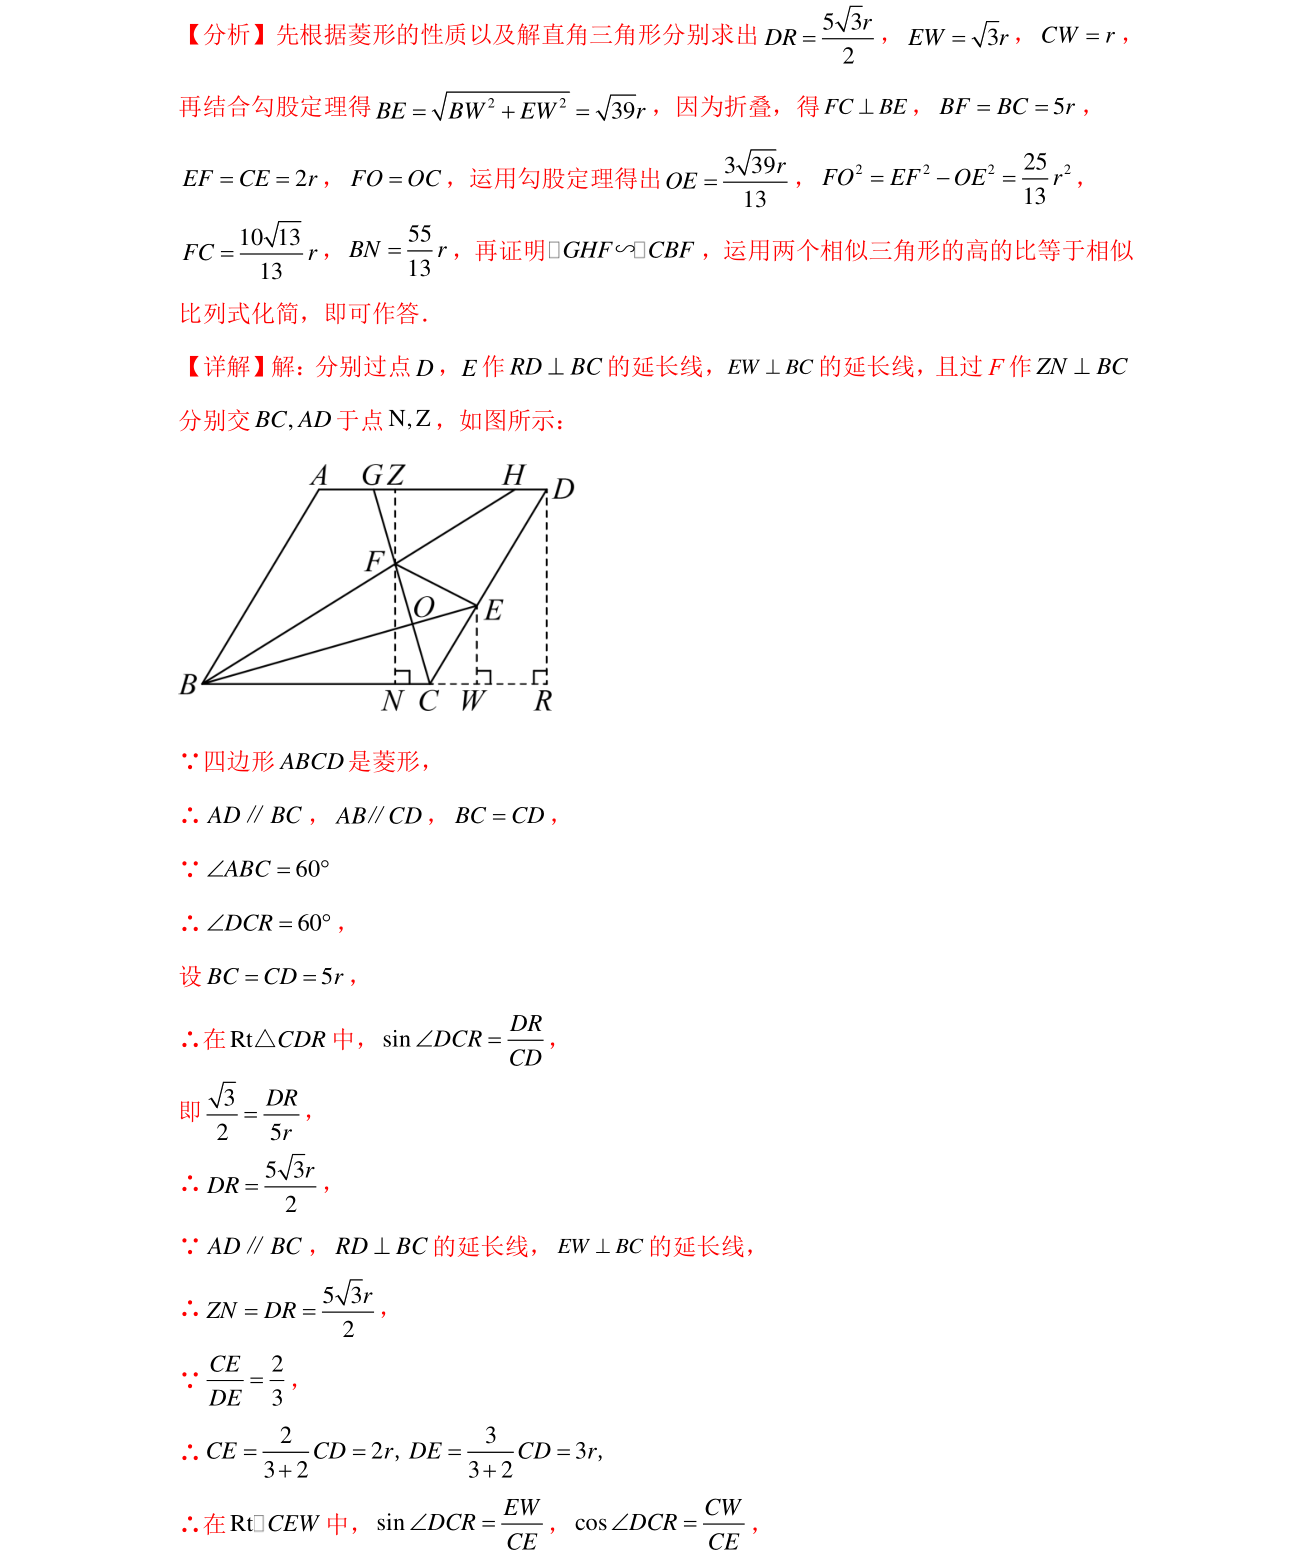 【分析】先根据菱形的性质以及解直角三角形分别求出 DR = 5√3r/2，EW = √3r，CW = r，
再结合勾股定理得 BE = √(BW² + EW²) = √39r，因为折叠，得 FC ⊥ BE，BF = BC = 5r，
EF = CE = 2r，FO = OC，运用勾股定理得出 OE = 3√39r/13，FO² = EF² − OE² = 25/13 r²，
FC = 10√13/13 r，BN = 55/13 r，再证明□GHF∽□CBF，运用两个相似三角形的高的比等于相似
比列式化简，即可作答．
【详解】解：分别过点 D，E 作 RD ⊥ BC 的延长线，EW ⊥ BC 的延长线，且过 F 作 ZN ⊥ BC
分别交 BC, AD 于点 N, Z，如图所示：
A G Z H D
F
O E
B N C W R
∵四边形 ABCD 是菱形，
∴ AD // BC，AB // CD，BC = CD，
∵ ∠ABC = 60°
∴ ∠DCR = 60°，
设 BC = CD = 5r，
∴在 Rt△CDR 中，sin ∠DCR = DR/CD，
即 √3/2 = DR/5r，
∴ DR = 5√3r/2，
∵ AD // BC，RD ⊥ BC 的延长线，EW ⊥ BC 的延长线，
∴ ZN = DR = 5√3r/2，
∵ CE/DE = 2/3，
∴ CE = 2/(3+2) CD = 2r, DE = 3/(3+2) CD = 3r,
∴在 Rt□CEW 中，sin ∠DCR = EW/CE，cos ∠DCR = CW/CE，